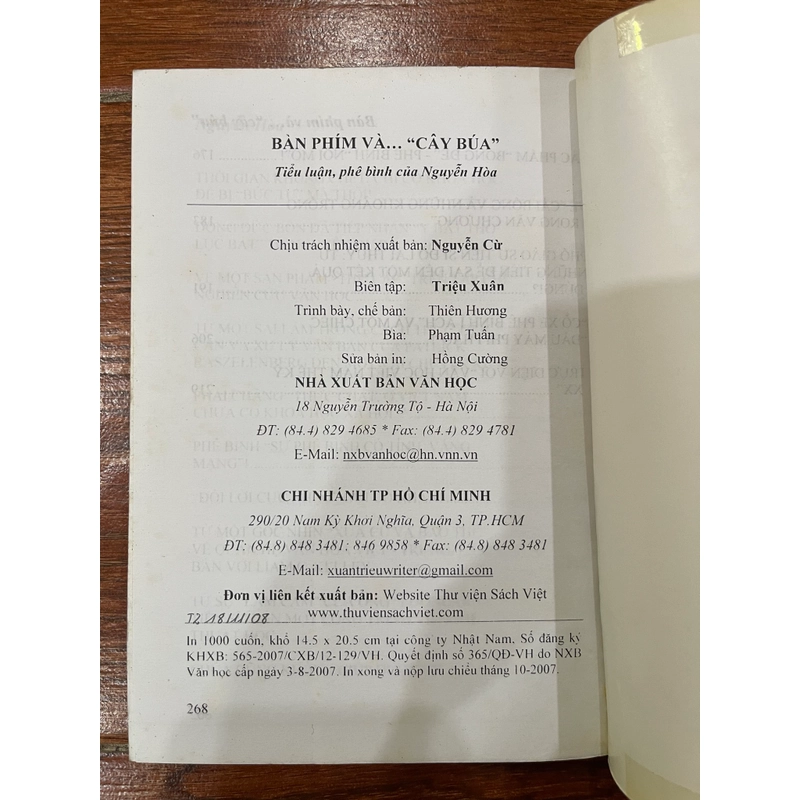 BÀN PHÍM VÀ... “CÂY BÚA”
Tiểu luận, phê bình của Nguyễn Hòa
Chịu trách nhiệm xuất bản: Nguyễn Cừ
Biên tập: Triệu Xuân
Trình bày, chế bản: Thiên Hương
Bìa: Phạm Tuấn
Sửa bản in: Hồng Cường
NHÀ XUẤT BẢN VĂN HỌC
18 Nguyễn Trường Tộ - Hà Nội
ĐT: (84.4) 829 4685 * Fax: (84.4) 829 4781
E-Mail: nxbvanhoc@hn.vnn.vn
CHI NHÁNH TP HỒ CHÍ MINH
290/20 Nam Kỳ Khơi Nghĩa, Quận 3, TP.HCM
ĐT: (84.8) 848 3481; 846 9858 * Fax: (84.8) 848 3481
E-Mail: xuantrieuwriter@gmail.com
Đơn vị liên kết xuất bản: Website Thư viện Sách Việt
www.thuviensachviet.com
In 1000 cuốn, khổ 14.5 x 20.5 cm tại công ty Nhật Nam. Số đăng ký
KHXB: 565-2007/CXB/12-129/VH. Quyết định số 365/QĐ-VH do NXB
Văn học cấp ngày 3-8-2007. In xong và nộp lưu chiểu tháng 10-2007.
268